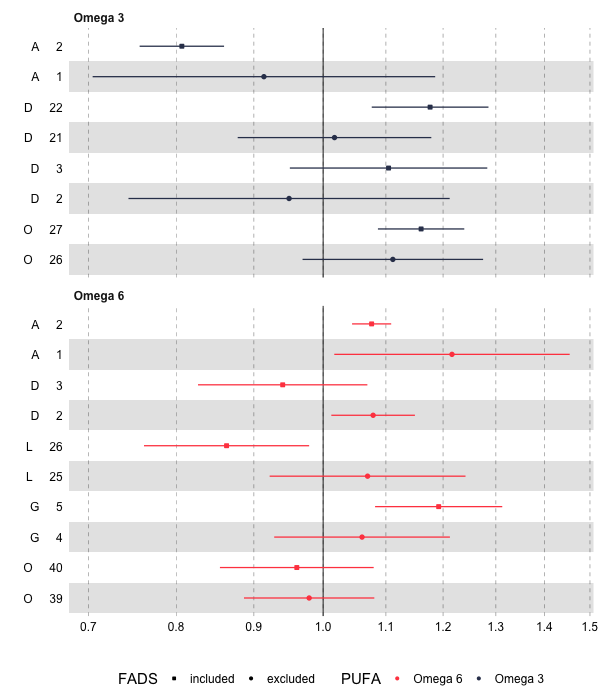 Omega 3
A 2
A 1
D 22
D 21
D 3
D 2
O 27
O 26
Omega 6
A 2
A 1
D 3
D 2
L 26
L 25
G 5
G 4
O 40
O 39
0.7 0.8 0.9 1.0 1.1 1.2 1.3 1.4 1.5
FADS included excluded PUFA Omega 6 Omega 3